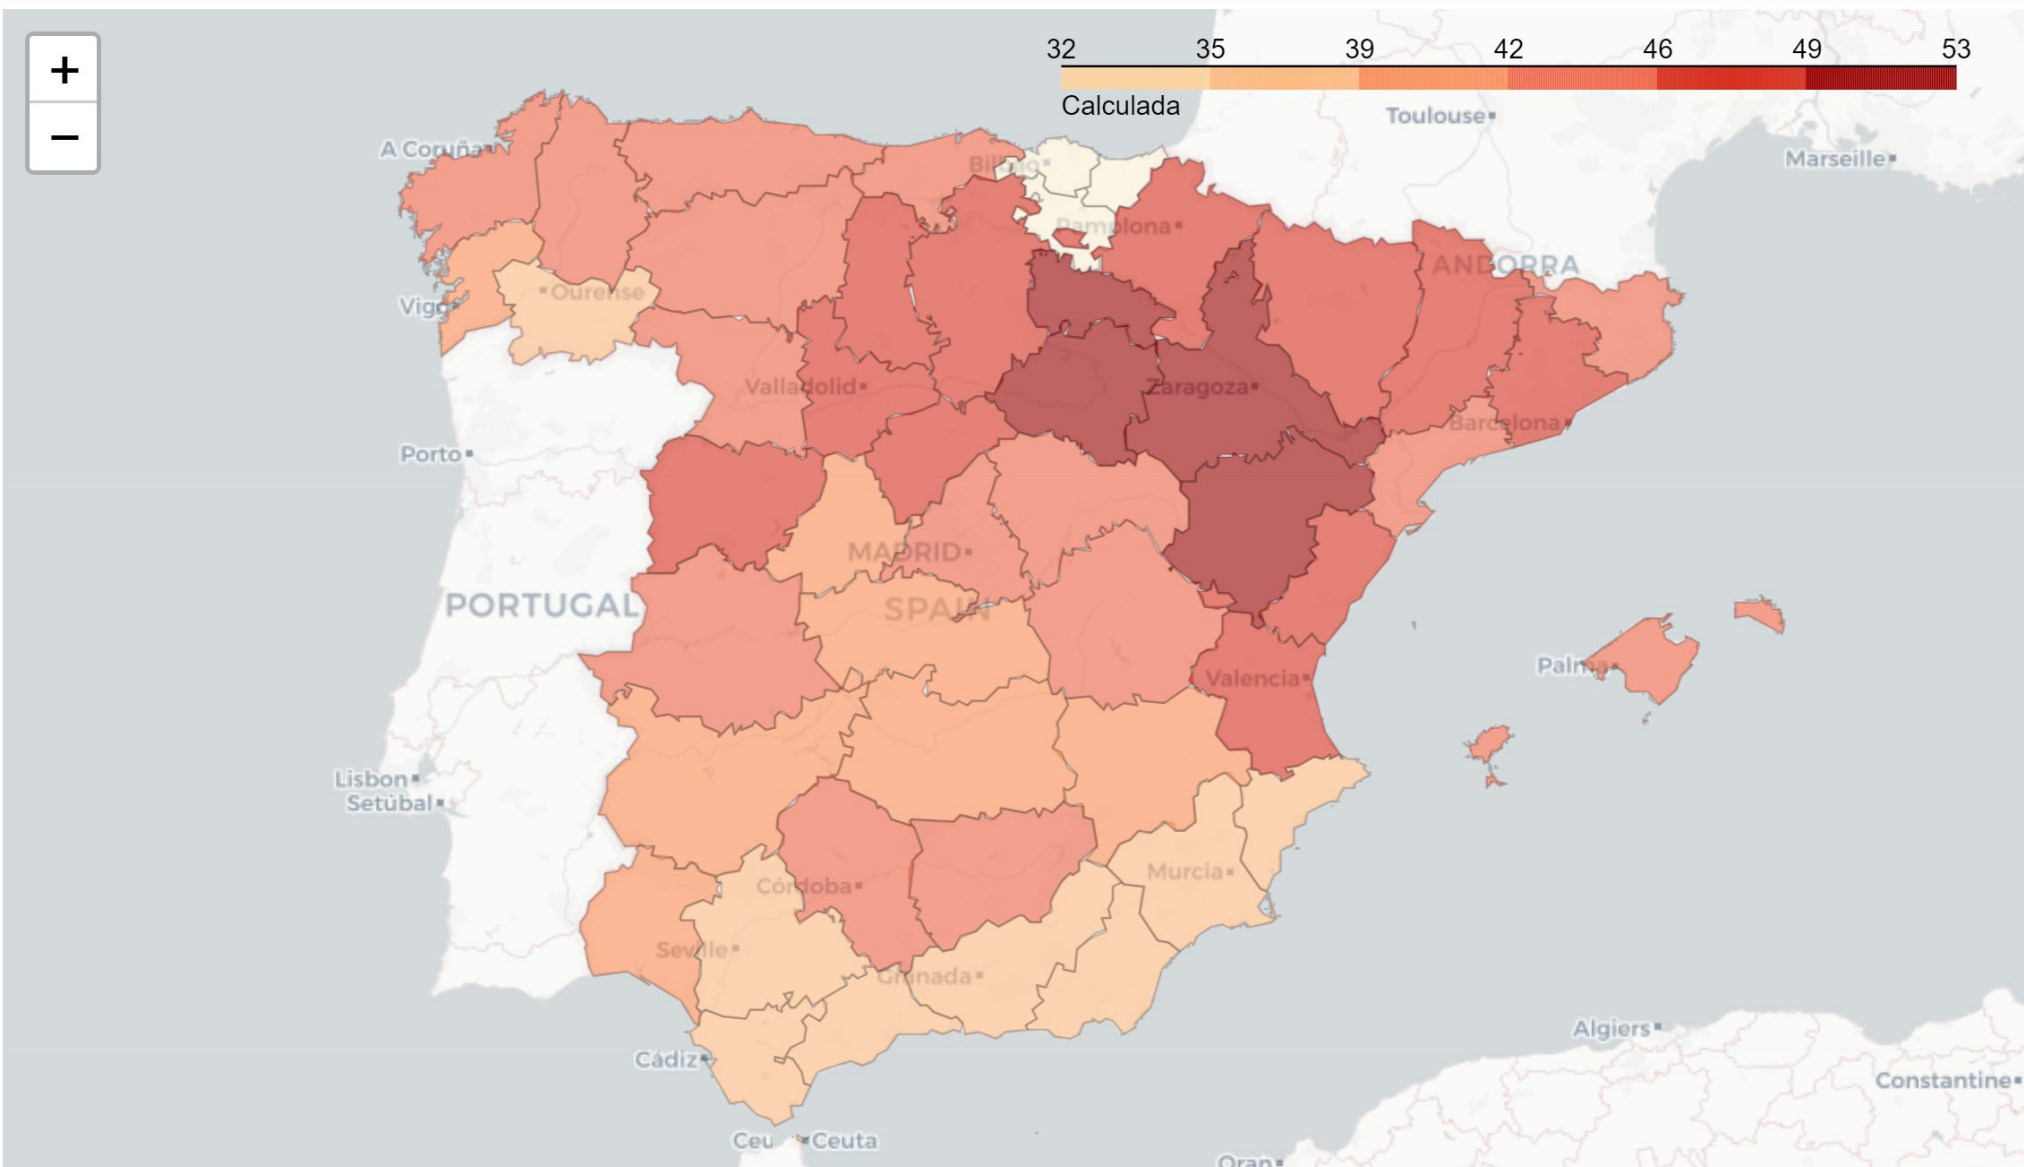 +
−
32 35 39 42 46 49 53
Calculada
Toulouse
Marseille
A Coruña
Bilbao
Pamplona
ANDORRA
Ourense
Vigo
Valladolid
Zaragoza
Barcelona
Porto
MADRID
PORTUGAL
SPAIN
Palma
Valencia
Lisbon
Setúbal
Murcia
Córdoba
Seville
Granada
Algiers
Cádiz
Constantine
Ceu
Ceuta
Oran